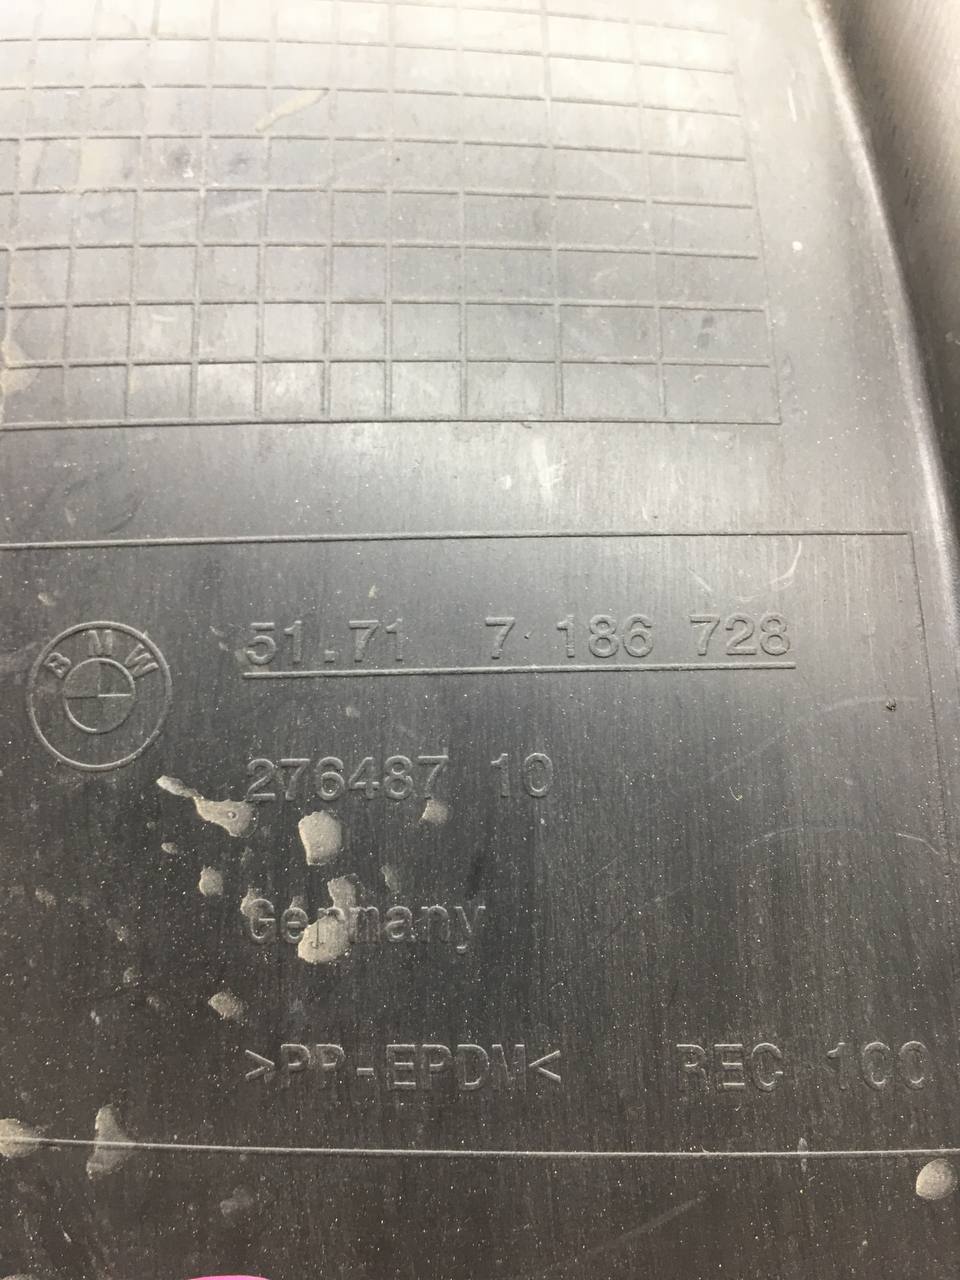 BMW
51.71 7 186 728
276487 10
Germany
>PP-EPDM< REC 100